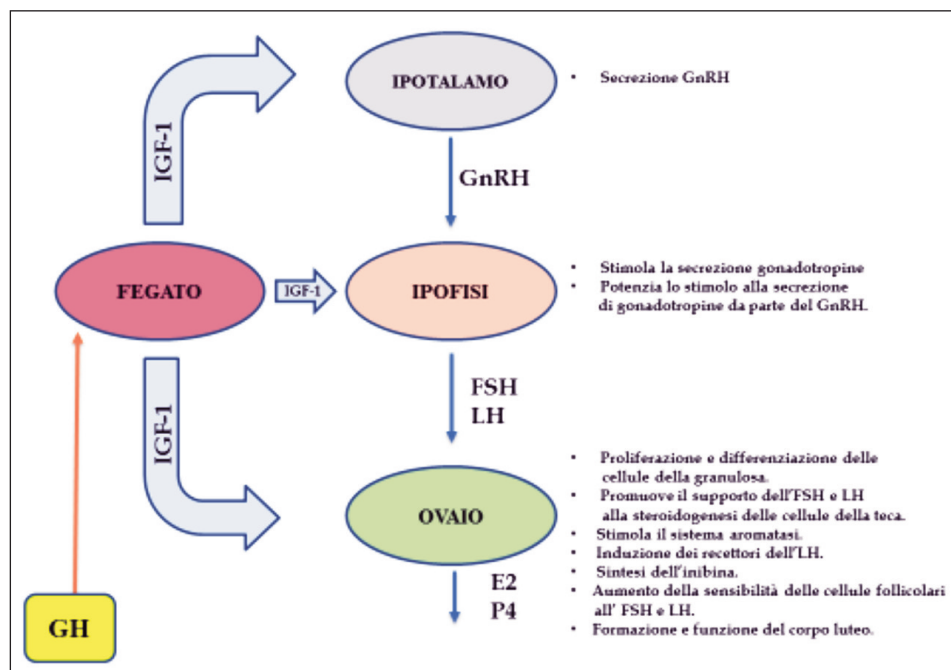 IPOTALAMO
• Secrezione GnRH
IGF-1
GnRH
FEGATO
IGF-1
IPOFISI
• Stimola la secrezione gonadotropine
• Potenzia lo stimolo alla secrezione
di gonadotropine da parte del GnRH.
FSH
LH
IGF-1
OVAIO
• Proliferazione e differenziazione delle
cellule della granulosa.
• Promuove il supporto dell'FSH e LH
alla steroidogenesi delle cellule della teca.
• Stimola il sistema aromatasi.
• Induzione dei recettori dell'LH.
• Sintesi dell'inibina.
• Aumento della sensibilità delle cellule follicolari
all' FSH e LH.
• Formazione e funzione del corpo luteo.
E2
P4
GH